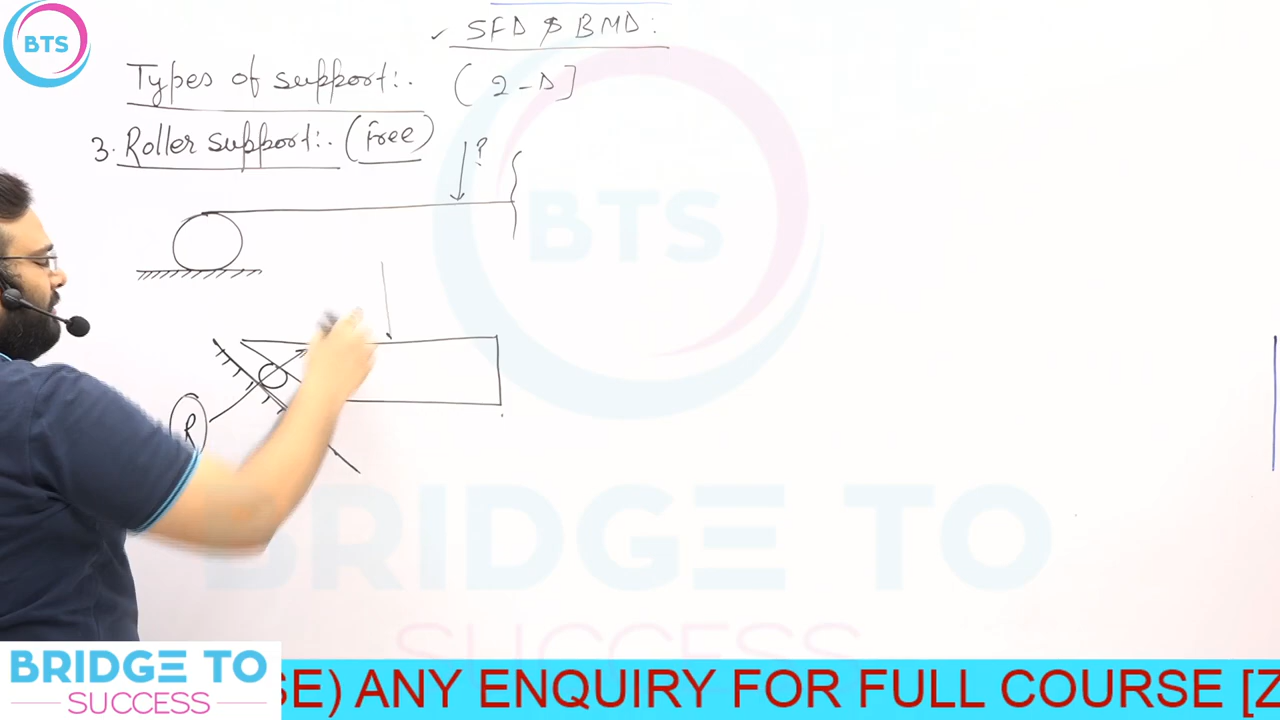 BTS
✓ SFD & BMD:
Types of support:. (2-D]
3. Roller support:. (free)
?
BTS
R
BRIDGE TO
SUCCESS
BRIDGE TO
SUCCESS
SE) ANY ENQUIRY FOR FULL COURSE [Z